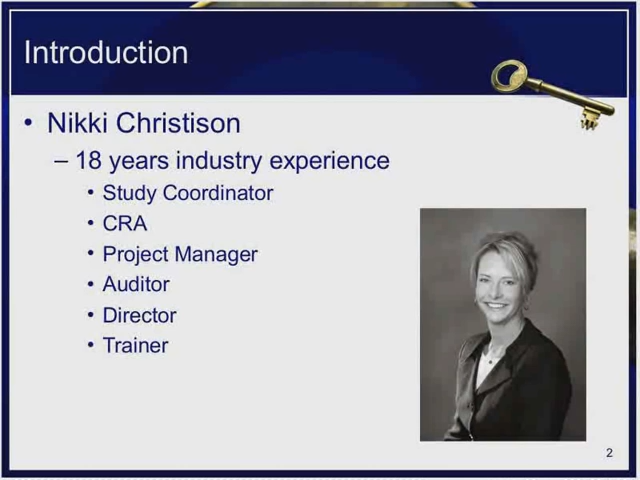 Introduction
• Nikki Christison
– 18 years industry experience
• Study Coordinator
• CRA
• Project Manager
• Auditor
• Director
• Trainer
2